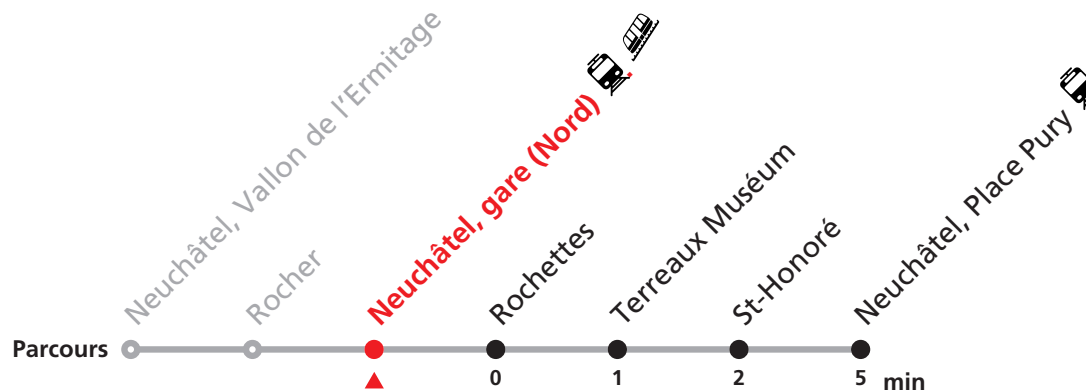 Neuchâtel, Vallon de l'Ermitage
Rocher
Neuchâtel, gare (Nord)
Rochettes
Terreaux Muséum
St-Honoré
Neuchâtel, Place Pury
Parcours
0 1 2 5 min